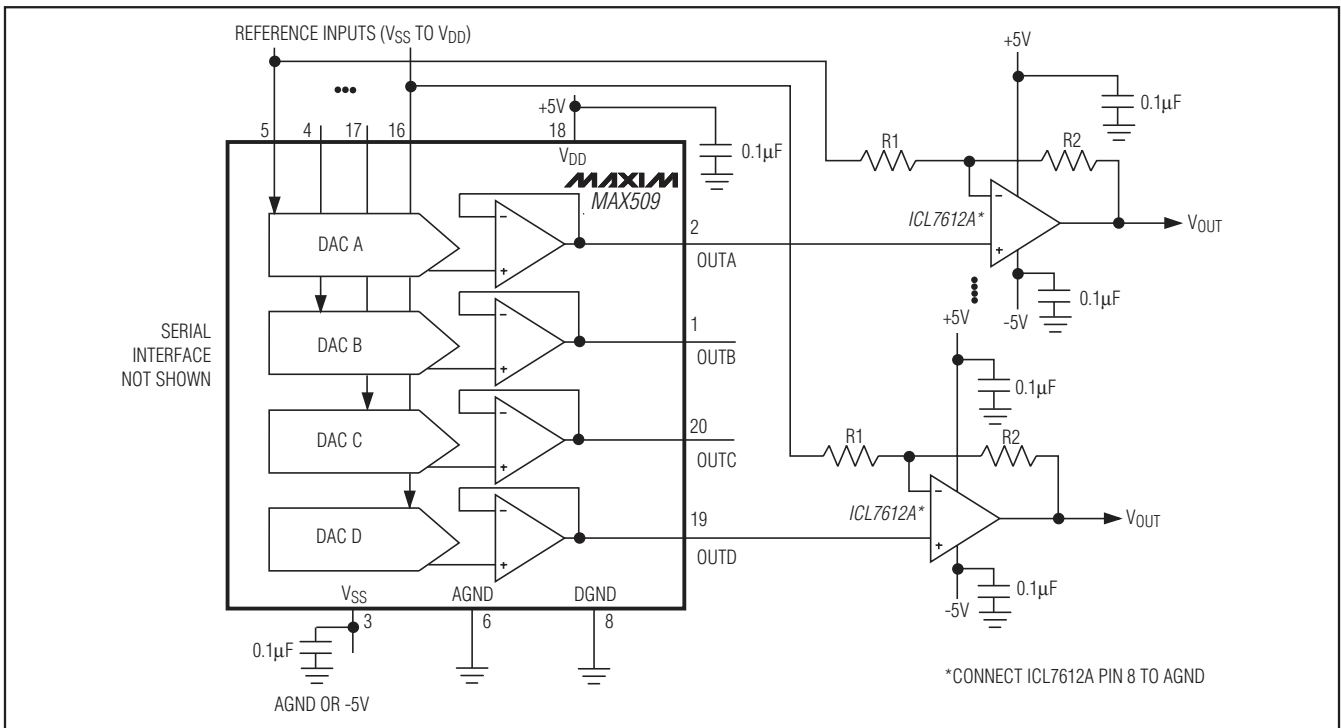 REFERENCE INPUTS (VSS TO VDD)
+5V
0.1µF
•••
+5V
5
4
17
16
18
VDD
0.1µF
R1
R2
MAXIM
MAX509
-
+
ICL7612A*
VOUT
DAC A
-
+
2
OUTA
0.1µF
-5V
+5V
SERIAL
INTERFACE
NOT SHOWN
DAC B
-
+
1
OUTB
0.1µF
DAC C
-
+
20
OUTC
R1
R2
-
+
ICL7612A*
VOUT
DAC D
-
+
19
OUTD
0.1µF
-5V
VSS
AGND
DGND
3
6
8
0.1µF
AGND OR -5V
*CONNECT ICL7612A PIN 8 TO AGND